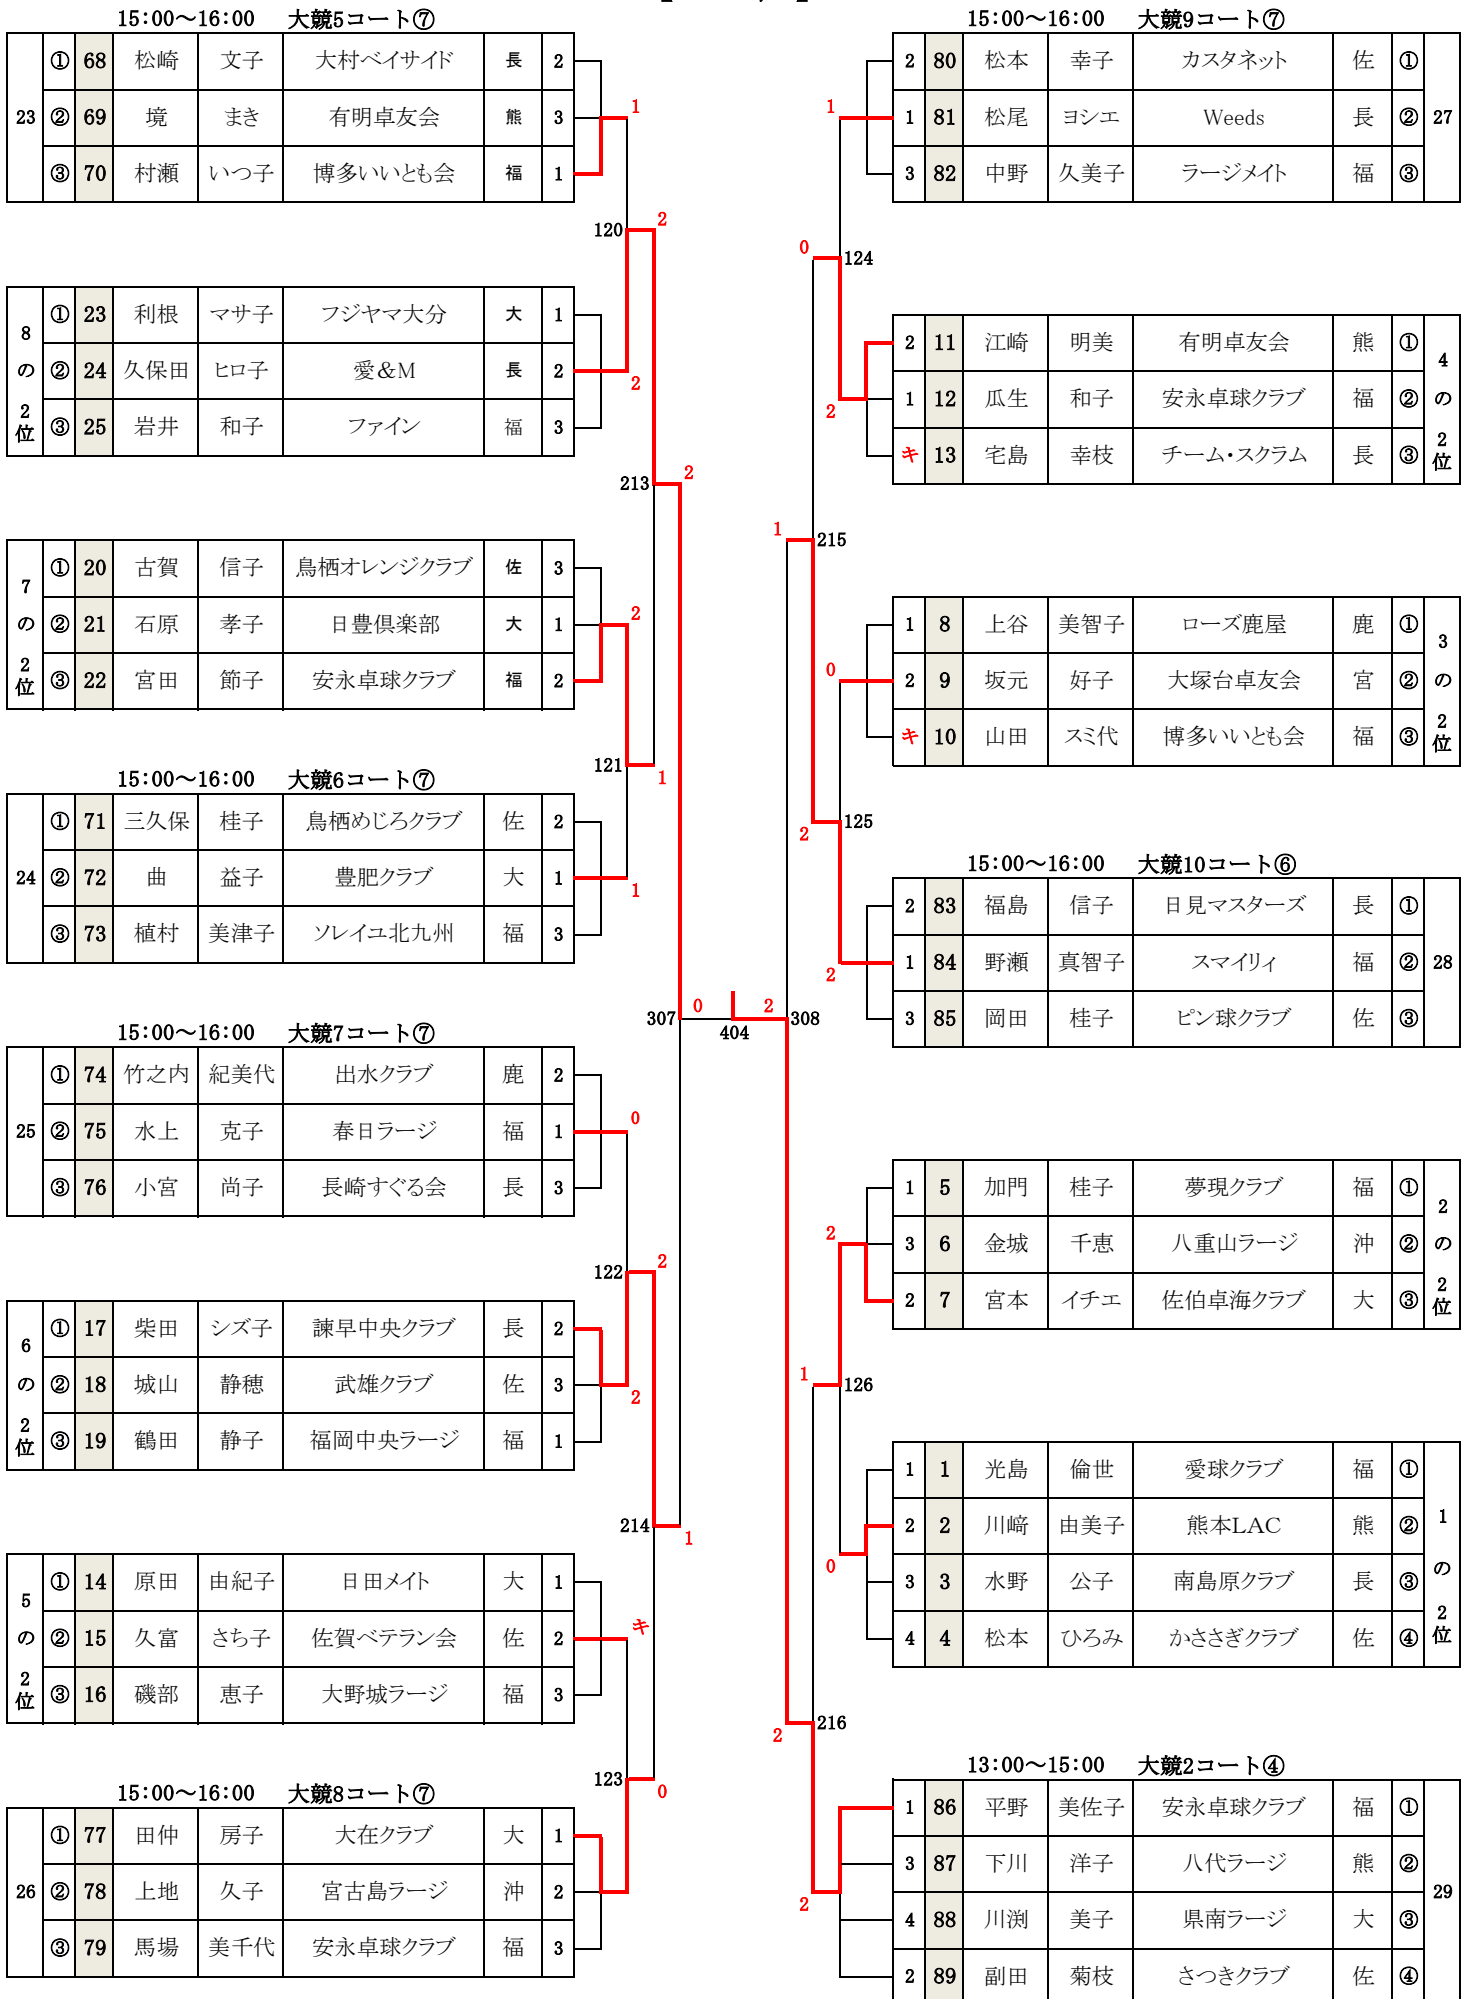 15:00～16:00 大競5コート⑦
23
① 68 松崎 文子 大村ベイサイド 長 2
② 69 境 まき 有明卓友会 熊 3
③ 70 村瀬 いつ子 博多いいとも会 福 1
1
120
2
8の2位
① 23 利根 マサ子 フジヤマ大分 大 1
② 24 久保田 ヒロ子 愛&M 長 2
③ 25 岩井 和子 ファイン 福 3
2
213
2
7の2位
① 20 古賀 信子 鳥栖オレンジクラブ 佐 3
② 21 石原 孝子 日豊倶楽部 大 1
③ 22 宮田 節子 安永卓球クラブ 福 2
2
121
1
15:00～16:00 大競6コート⑦
24
① 71 三久保 桂子 鳥栖めじろクラブ 佐 2
② 72 曲 益子 豊肥クラブ 大 1
③ 73 植村 美津子 ソレイユ北九州 福 3
1
307
0
404
2
308
15:00～16:00 大競7コート⑦
25
① 74 竹之内 紀美代 出水クラブ 鹿 2
② 75 水上 克子 春日ラージ 福 1
③ 76 小宮 尚子 長崎すぐる会 長 3
0
122
2
6の2位
① 17 柴田 シズ子 諫早中央クラブ 長 2
② 18 城山 静穂 武雄クラブ 佐 3
③ 19 鶴田 静子 福岡中央ラージ 福 1
2
214
1
5の2位
① 14 原田 由紀子 日田メイト 大 1
② 15 久富 さち子 佐賀ベテラン会 佐 2
③ 16 磯部 恵子 大野城ラージ 福 3
キ
123
0
15:00～16:00 大競8コート⑦
26
① 77 田仲 房子 大在クラブ 大 1
② 78 上地 久子 宮古島ラージ 沖 2
③ 79 馬場 美千代 安永卓球クラブ 福 3
15:00～16:00 大競9コート⑦
2 80 松本 幸子 カスタネット 佐 ①
1 81 松尾 ヨシエ Weeds 長 ②
3 82 中野 久美子 ラージメイト 福 ③
27
1
0
124
2 11 江崎 明美 有明卓友会 熊 ①
1 12 瓜生 和子 安永卓球クラブ 福 ②
キ 13 宅島 幸枝 チーム・スクラム 長 ③
4の2位
2
1
215
1 8 上谷 美智子 ローズ鹿屋 鹿 ①
2 9 坂元 好子 大塚台卓友会 宮 ②
キ 10 山田 スミ代 博多いいとも会 福 ③
3の2位
0
2
125
15:00～16:00 大競10コート⑥
2 83 福島 信子 日見マスターズ 長 ①
1 84 野瀬 真智子 スマイリィ 福 ②
3 85 岡田 桂子 ピン球クラブ 佐 ③
28
2
1 5 加門 桂子 夢現クラブ 福 ①
3 6 金城 千恵 八重山ラージ 沖 ②
2 7 宮本 イチエ 佐伯卓海クラブ 大 ③
2の2位
2
1
126
1 1 光島 倫世 愛球クラブ 福 ①
2 2 川﨑 由美子 熊本LAC 熊 ②
3 3 水野 公子 南島原クラブ 長 ③
4 4 松本 ひろみ かささぎクラブ 佐 ④
1の2位
0
2
216
13:00～15:00 大競2コート④
1 86 平野 美佐子 安永卓球クラブ 福 ①
3 87 下川 洋子 八代ラージ 熊 ②
4 88 川渕 美子 県南ラージ 大 ③
2 89 副田 菊枝 さつきクラブ 佐 ④
29
2